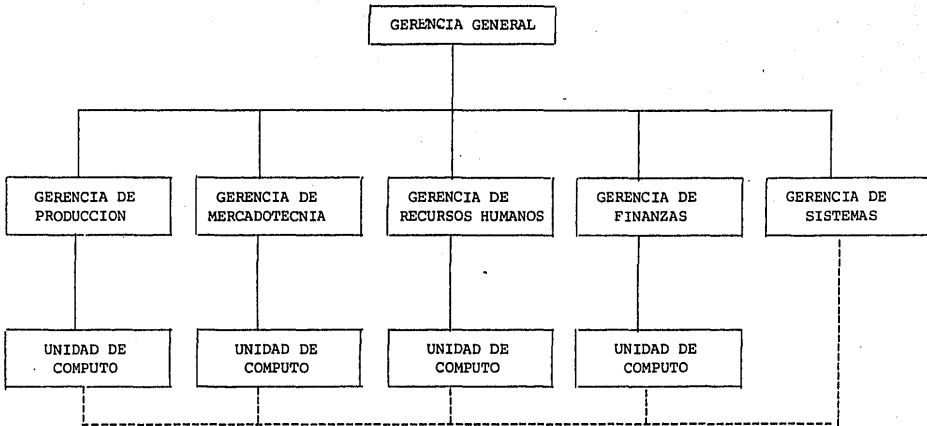 GERENCIA GENERAL
GERENCIA DE
PRODUCCION
GERENCIA DE
MERCADOTECNIA
GERENCIA DE
RECURSOS HUMANOS
GERENCIA DE
FINANZAS
GERENCIA DE
SISTEMAS
UNIDAD DE
COMPUTO
UNIDAD DE
COMPUTO
UNIDAD DE
COMPUTO
UNIDAD DE
COMPUTO